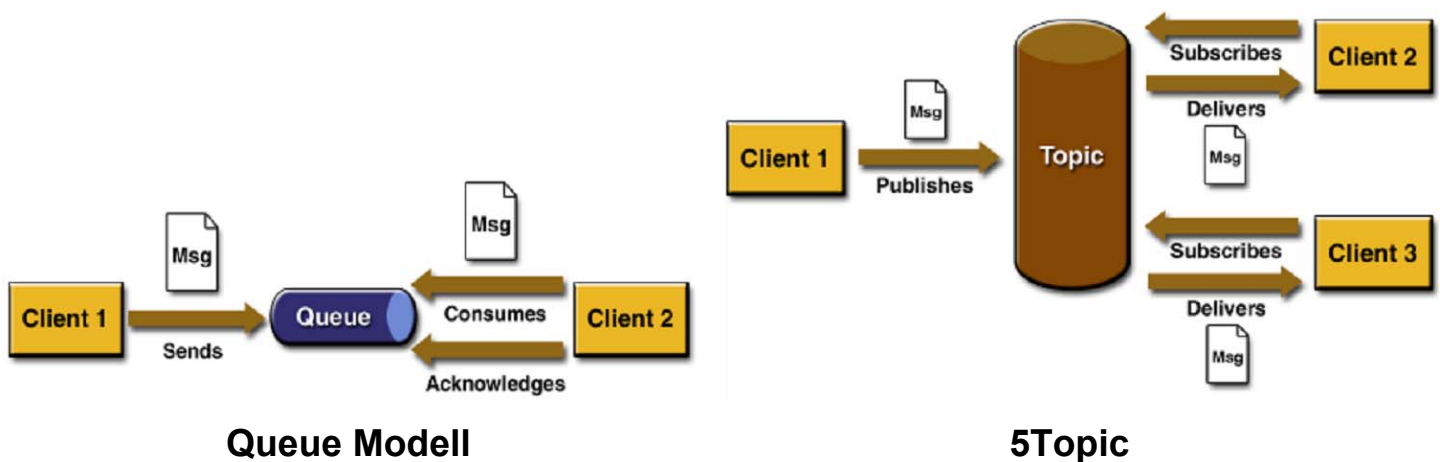 Msg
Client 1
Sends
Queue
Msg
Consumes
Acknowledges
Client 2
Queue Modell
Client 1
Msg
Publishes
Topic
Subscribes
Delivers
Msg
Client 2
Subscribes
Delivers
Msg
Client 3
5Topic